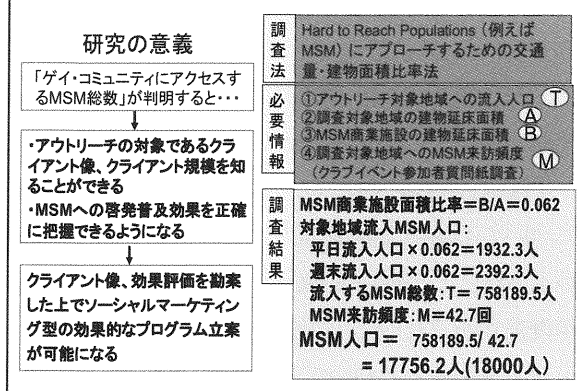 研究の意義
「ゲイ・コミュニティにアクセスす
るMSM総数」が判明すると・・・
・アウトリーチの対象であるクラ
イアント像、クライアント規模を知
ることができる
・MSMへの啓発普及効果を正確
に把握できるようになる
クライアント像、効果評価を勘案
した上でソーシャルマーケティン
グ型の効果的なプログラム立案
が可能になる
調査法
Hard to Reach Populations（例えば
MSM）にアプローチするための交通
量・建物面積比率法
必要情報
①アウトリーチ対象地域への流入人口 T
②調査対象地域の建物延床面積 A
③MSM商業施設の建物延床面積 B
④調査対象地域へのMSM来訪頻度 M
（クラブイベント参加者質問紙調査）
調査結果
MSM商業施設面積比率＝B/A＝0.062
対象地域流入MSM人口：
平日流入人口×0.062＝1932.3人
週末流入人口×0.062＝2392.3人
流入するMSM総数：T＝ 758189.5人
MSM来訪頻度：M＝42.7回
MSM人口＝ 758189.5/ 42.7
= 17756.2人(18000人)